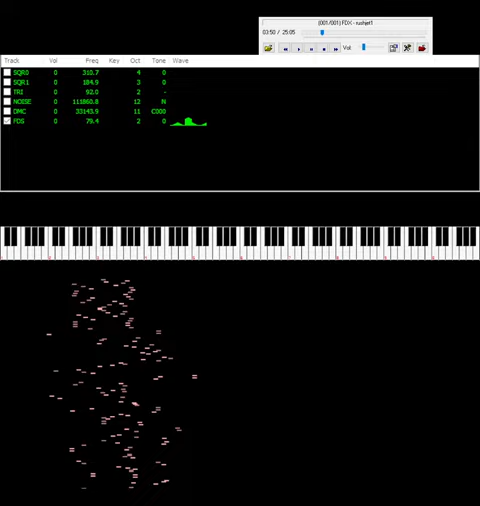 (001/001) FDX - rushjet1
03:50 / 25:05
Vol
Track Vol Freq Key Oct Tone Wave
SQR0 0 310.7 4 0
SQR1 0 184.9 3 0
TRI 0 92.0 2 -
NOISE 0 111860.8 12 N
DMC 0 33143.9 11 C000
FDS 0 79.4 2 0